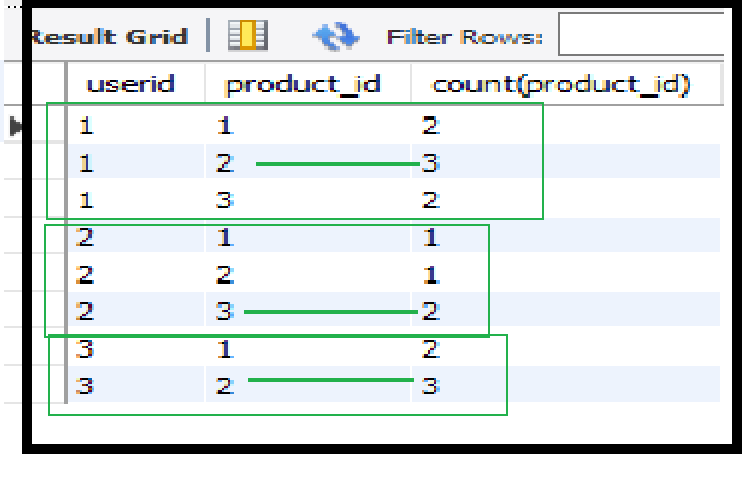 Result Grid Filter Rows:
userid product_id count(product_id)
1 1 2
1 2 3
1 3 2
2 1 1
2 2 1
2 3 2
3 1 2
3 2 3